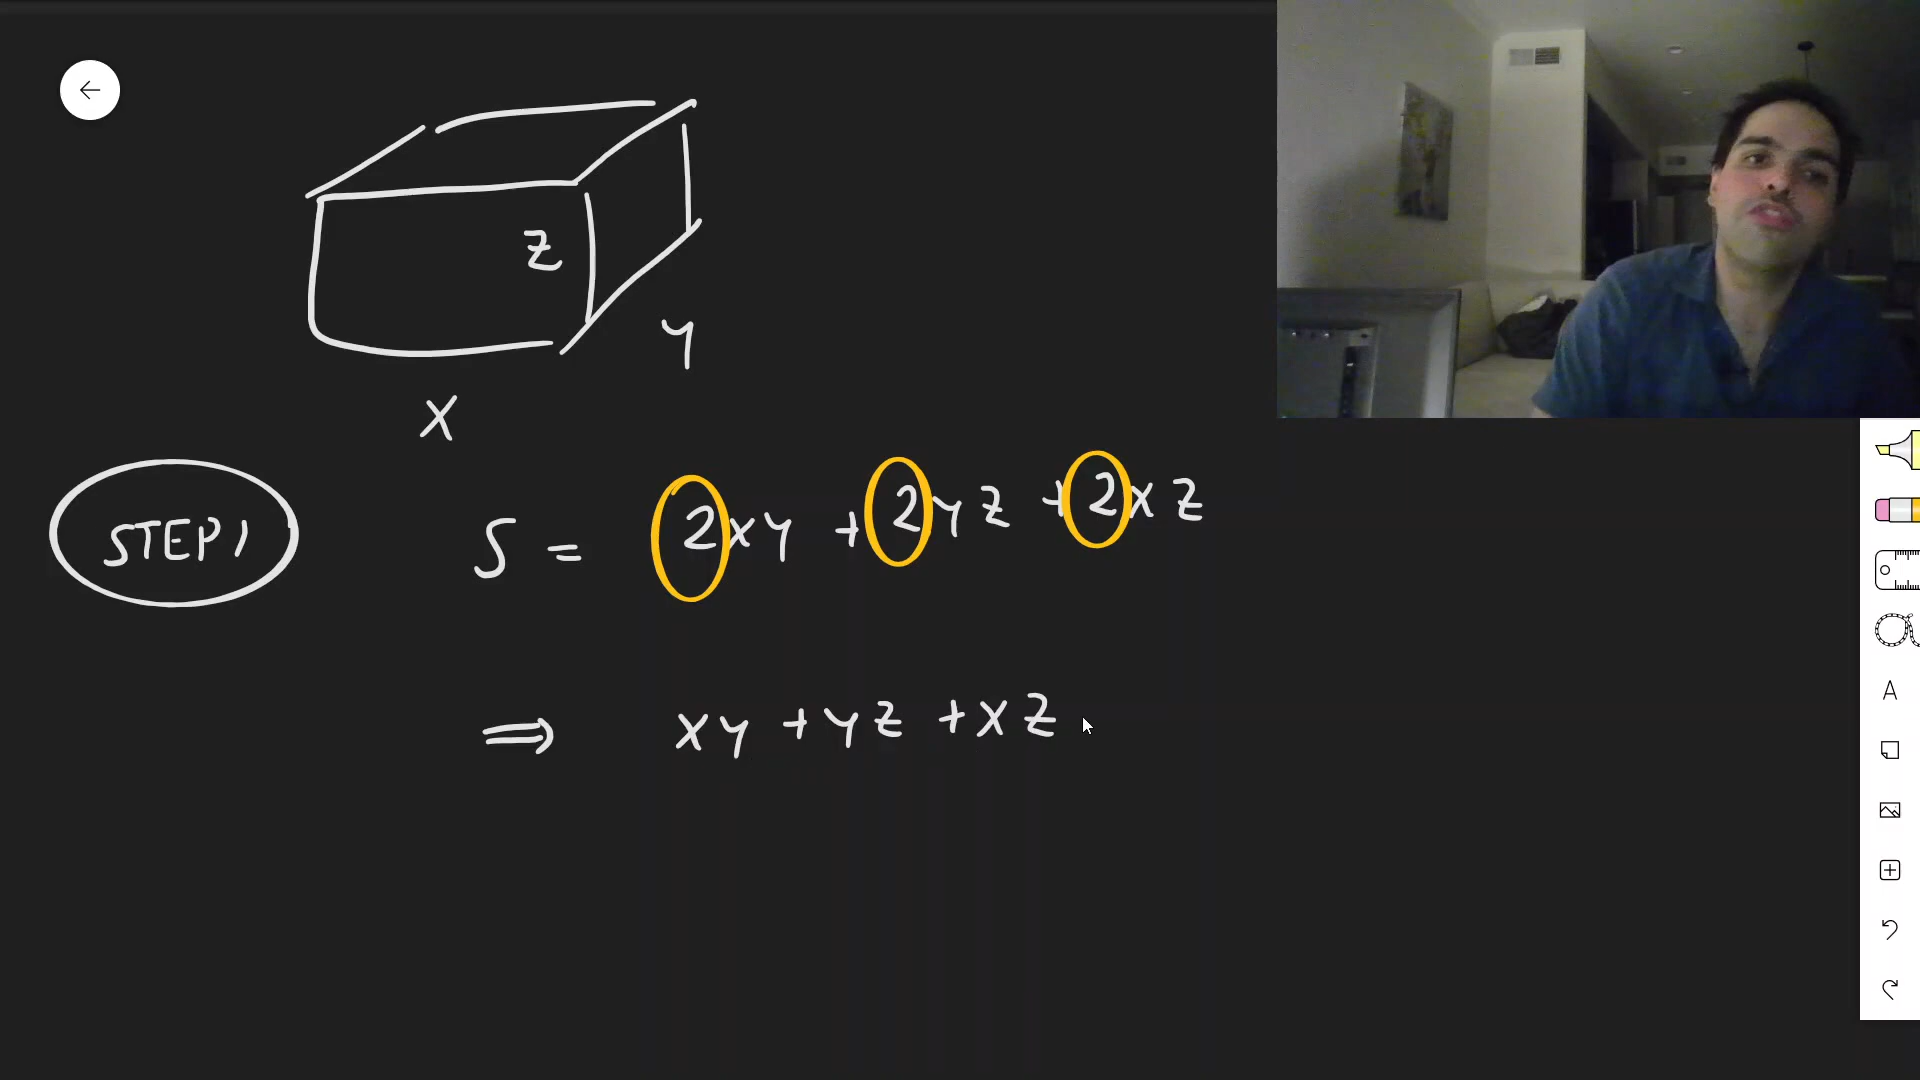 z
y
x
STEP 1 S = 2xy + 2yz + 2xz
⇒ xy + yz + xz
A